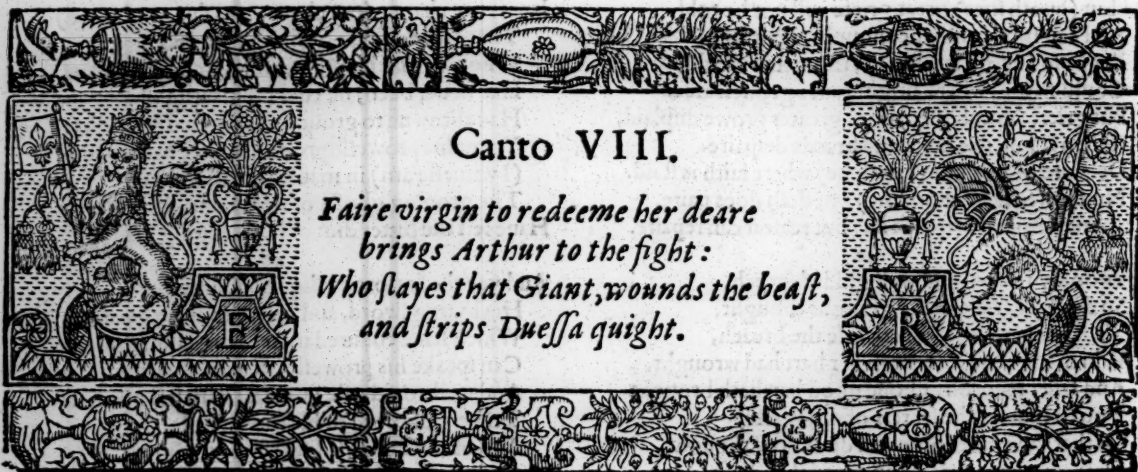 Canto VIII.
Faire virgin to redeeme her deare
brings Arthur to the fight:
Who ſlayes that Giant, wounds the beaſt,
and ſtrips Dueſſa quight.
E
R